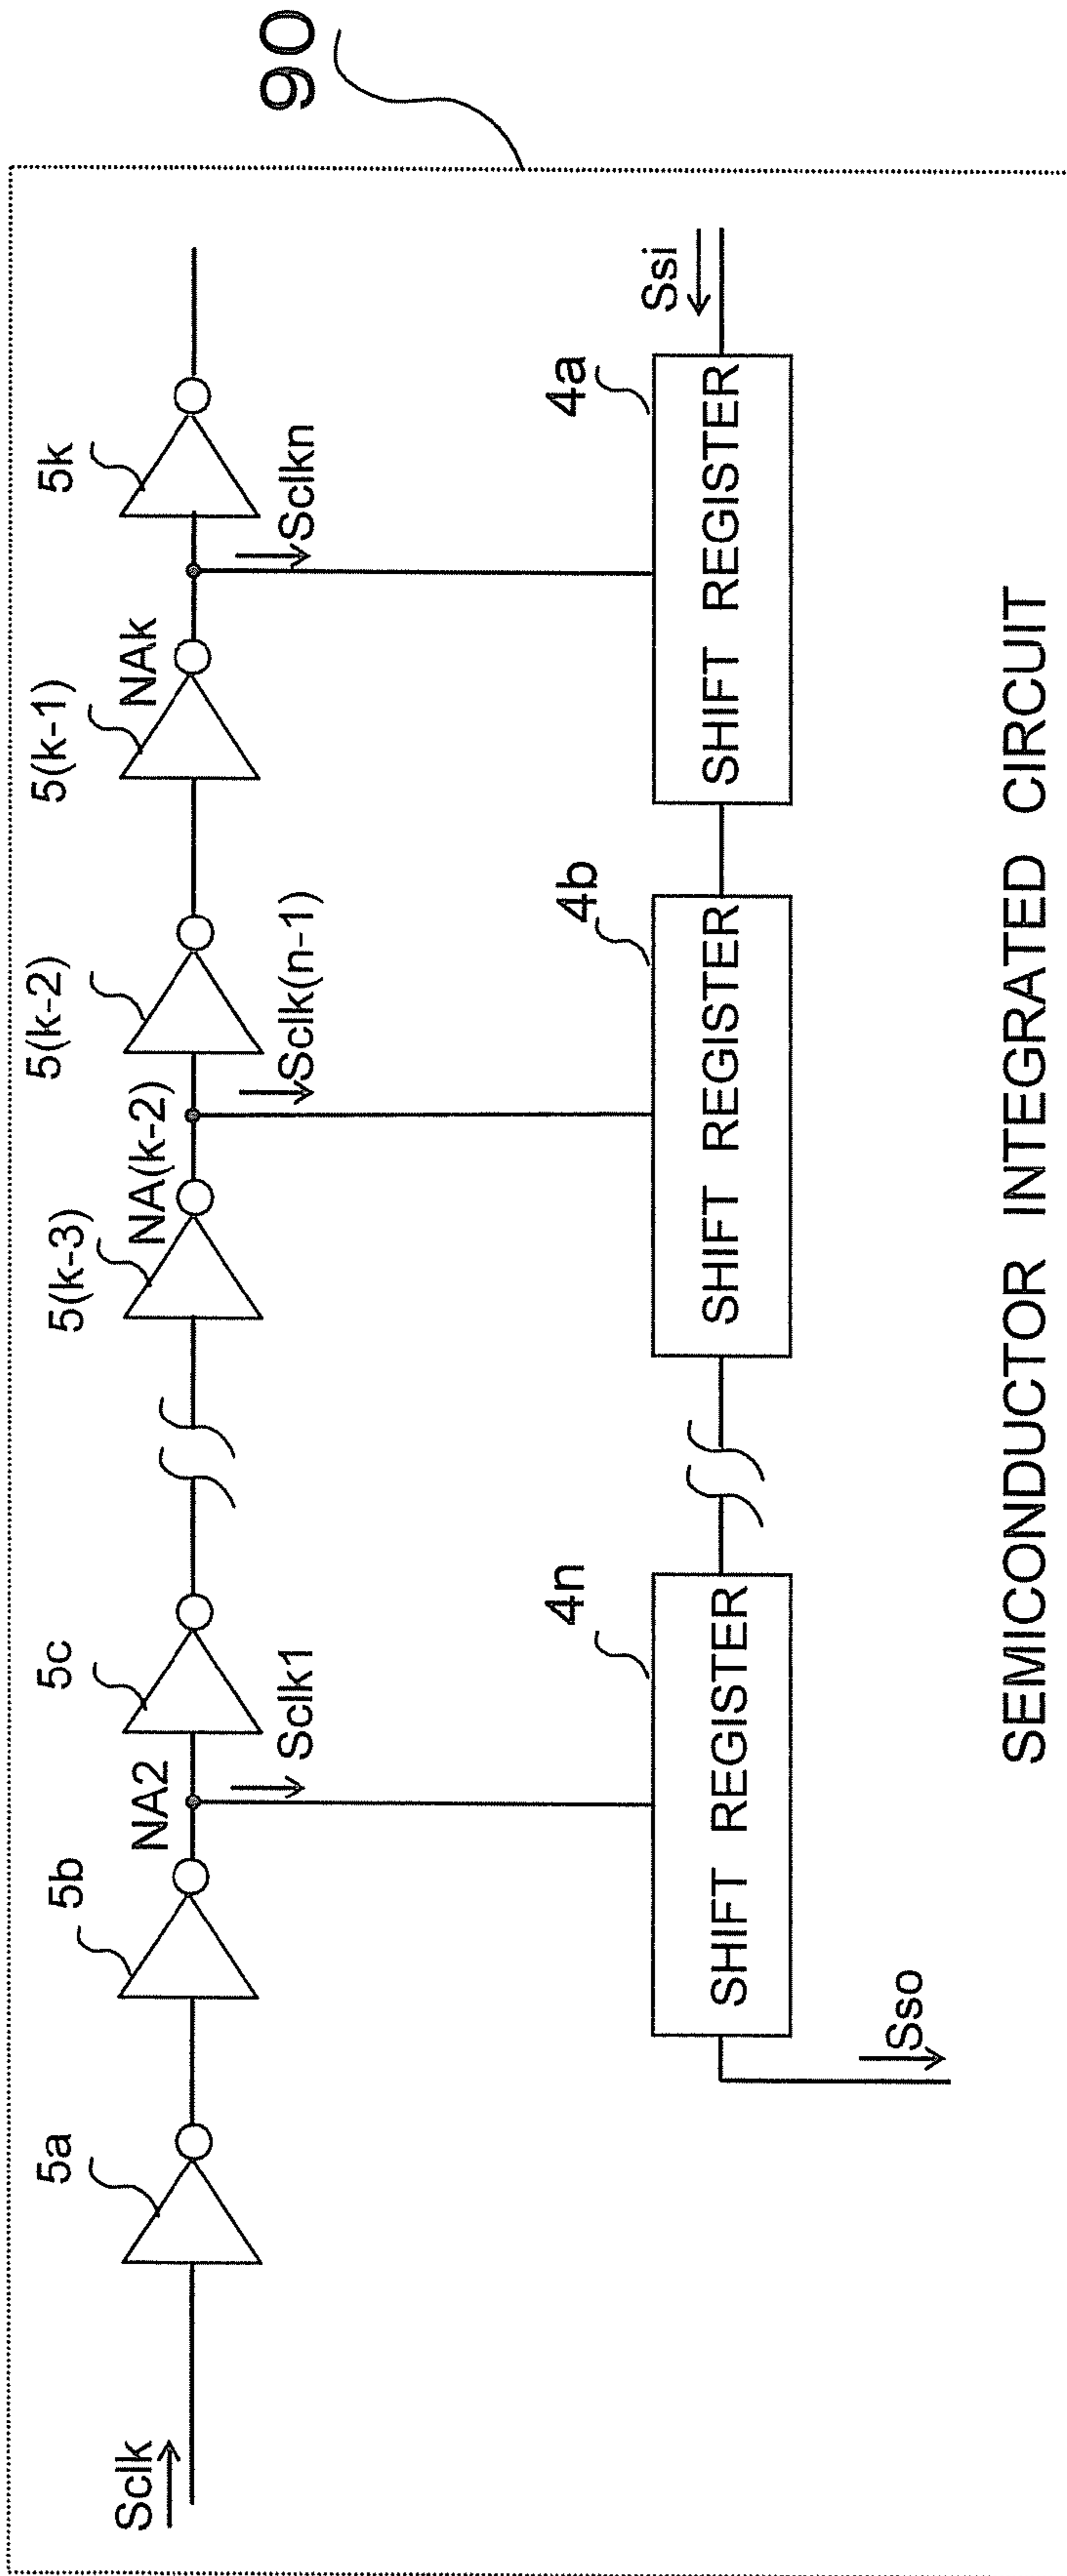 90
5a
5b
5c
5(k-3)
5(k-2)
5(k-1)
5k
Sclk
NA2
NA(k-2)
NAk
Sclk1
Sclk(n-1)
Sclkn
4n
4b
4a
Ssi
SHIFT REGISTER
SHIFT REGISTER
SHIFT REGISTER
Sso
SEMICONDUCTOR INTEGRATED CIRCUIT